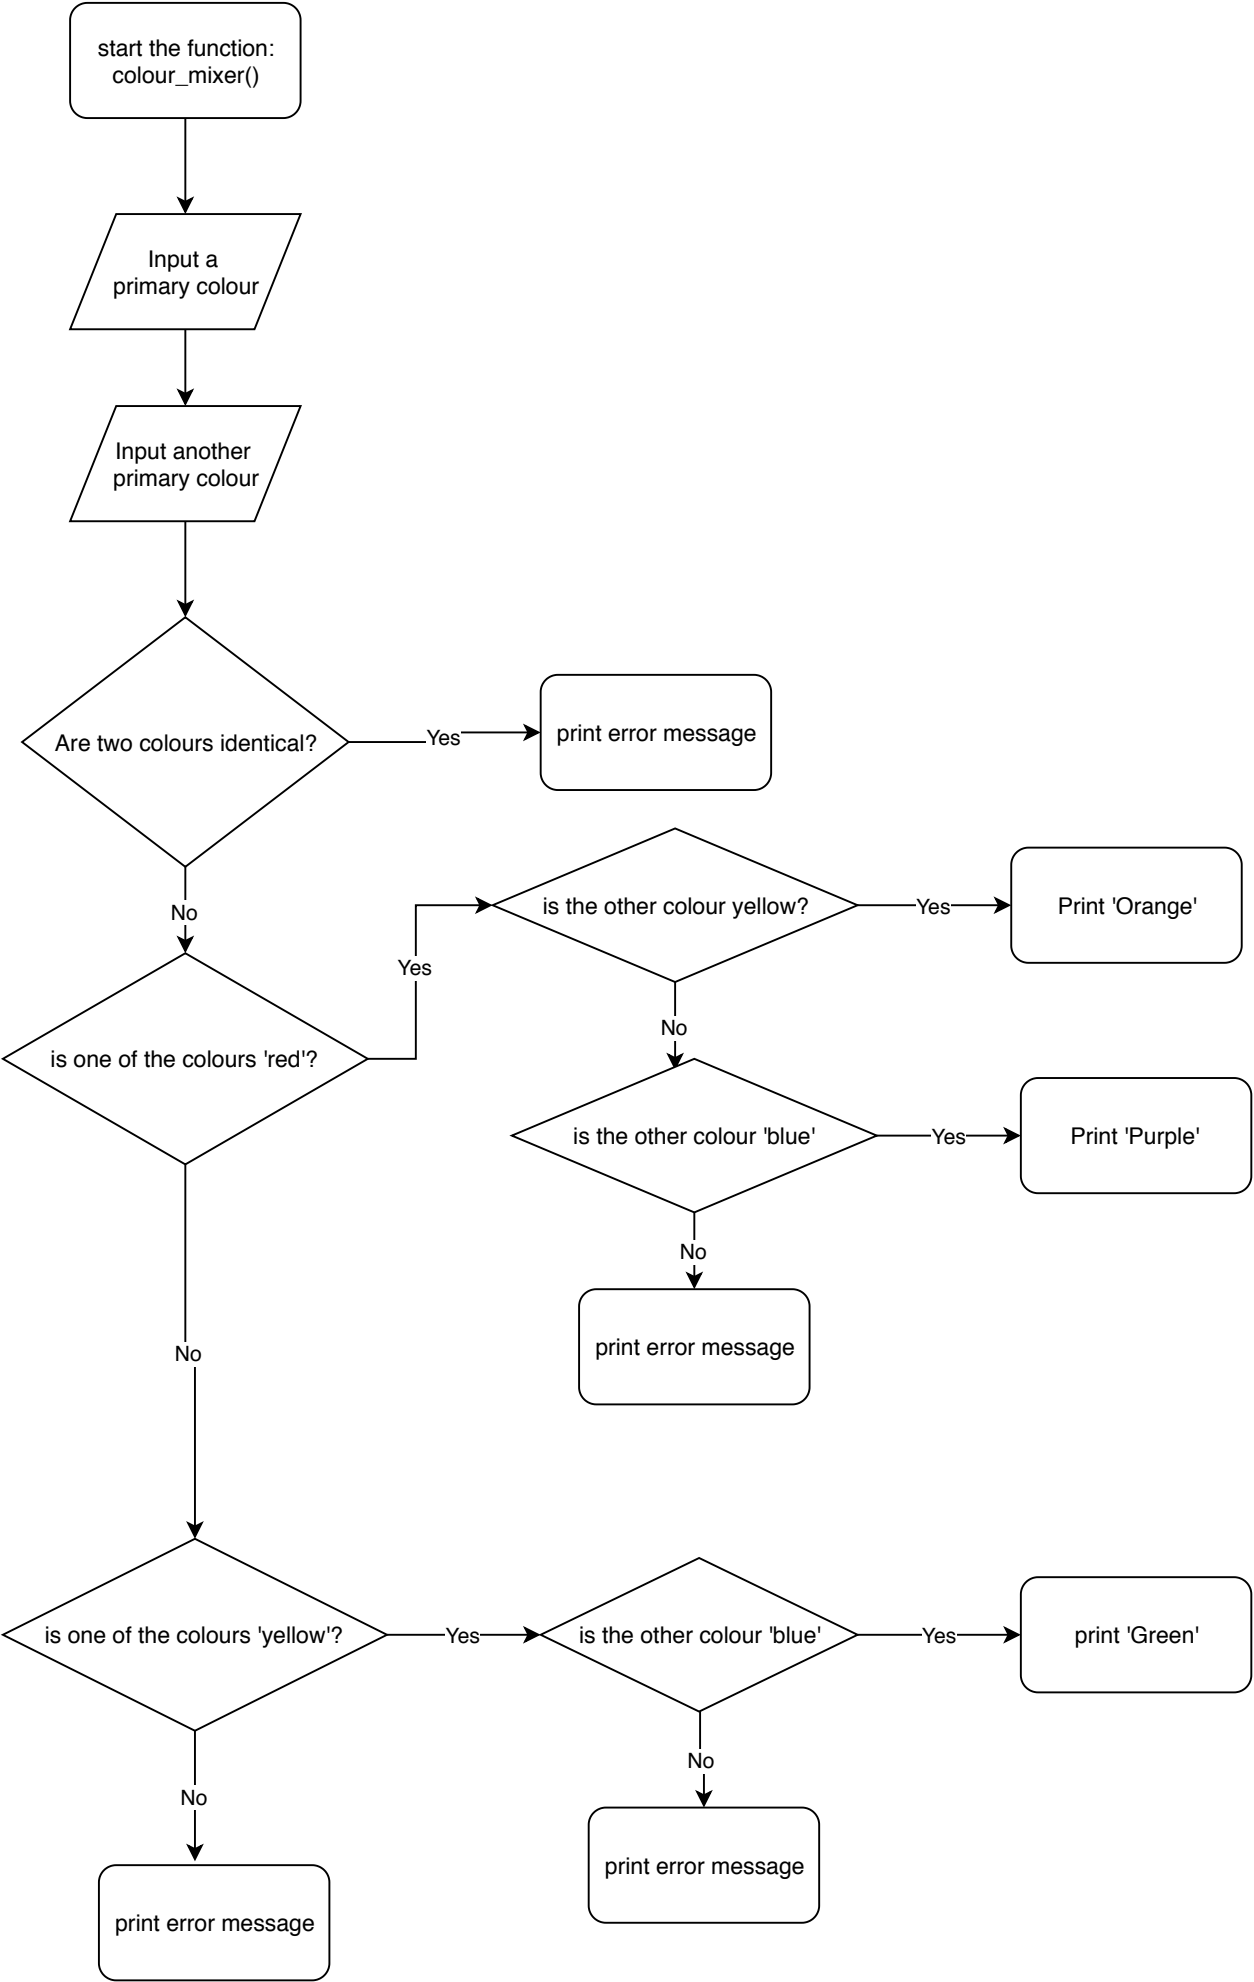 start the function:
colour_mixer()
Input a
primary colour
Input another
primary colour
Are two colours identical?
Yes
print error message
No
is one of the colours 'red'?
Yes
is the other colour yellow?
Yes
Print 'Orange'
No
is the other colour 'blue'
Yes
Print 'Purple'
No
print error message
No
is one of the colours 'yellow'?
Yes
is the other colour 'blue'
Yes
print 'Green'
No
print error message
No
print error message